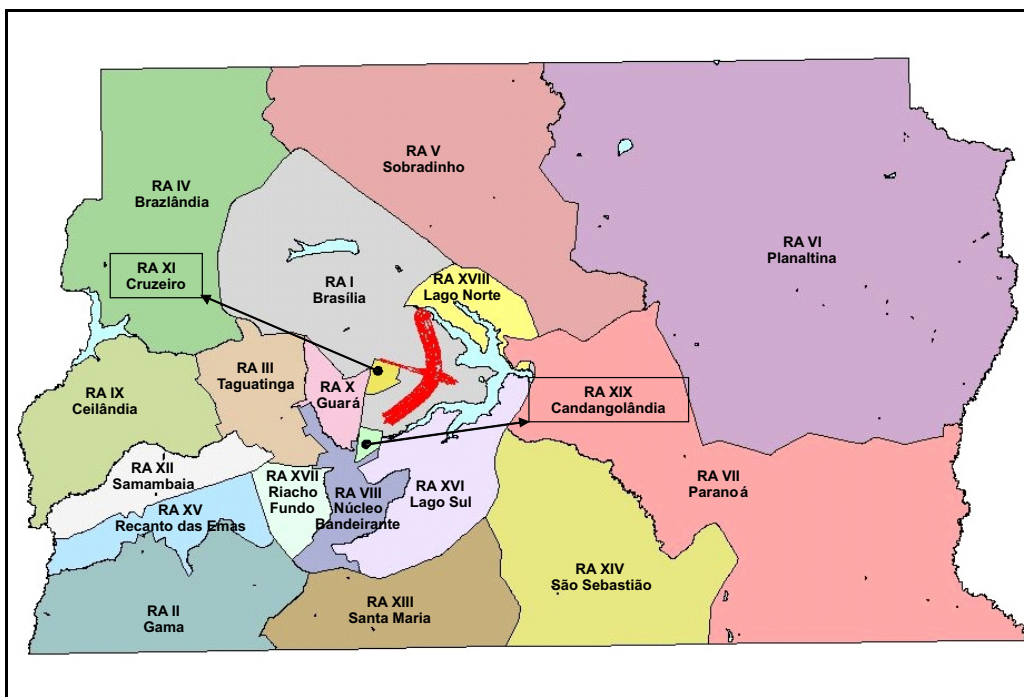 RA V
Sobradinho
RA IV
Brazlândia
RA VI
Planaltina
RA XI
Cruzeiro
RA I
Brasília
RA XVIII
Lago Norte
RA III
Taguatinga
RA X
Guará
RA IX
Ceilândia
RA XIX
Candangolândia
RA XII
Samambaia
RA XVII
Riacho
Fundo
RA VIII
Núcleo
Bandeirante
RA XVI
Lago Sul
RA VII
Paranoá
RA XV
Recanto das Emas
RA XIV
São Sebastião
RA II
Gama
RA XIII
Santa Maria